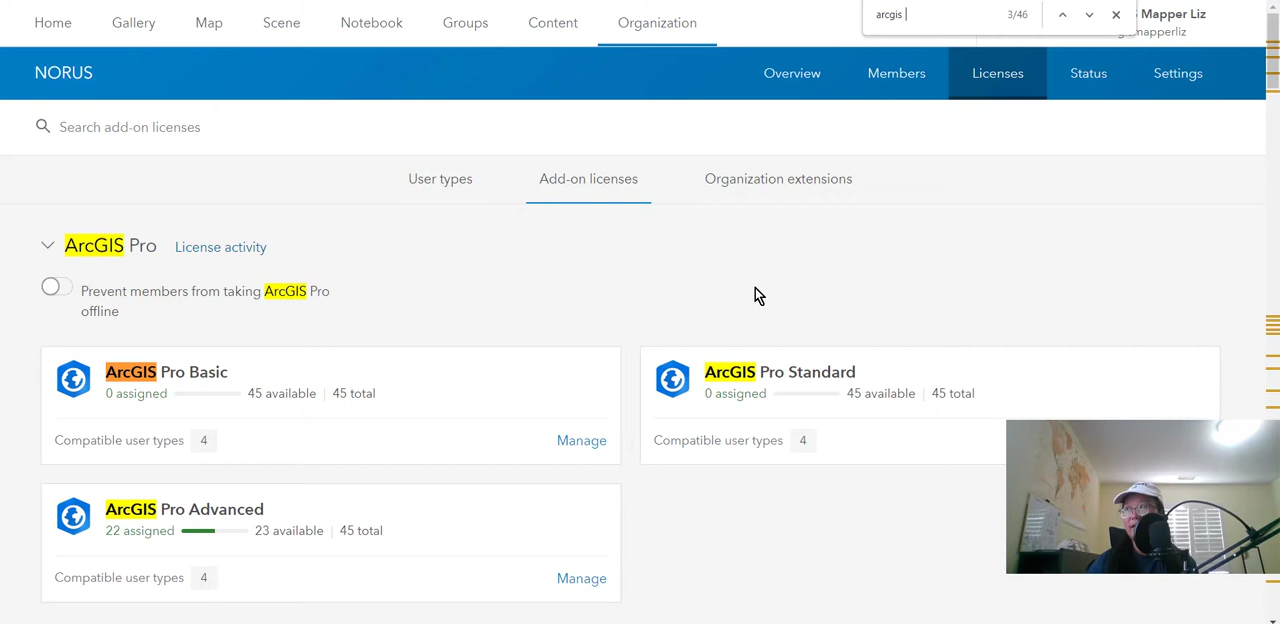 Home Gallery Map Scene Notebook Groups Content Organization
arcgis 3/46
Mapper Liz
mapperliz
NORUS
Overview Members Licenses Status Settings
Search add-on licenses
User types Add-on licenses Organization extensions
ArcGIS Pro License activity
Prevent members from taking ArcGIS Pro
offline
ArcGIS Pro Basic
0 assigned 45 available 45 total
Compatible user types 4 Manage
ArcGIS Pro Standard
0 assigned 45 available 45 total
Compatible user types 4
ArcGIS Pro Advanced
22 assigned 23 available 45 total
Compatible user types 4 Manage